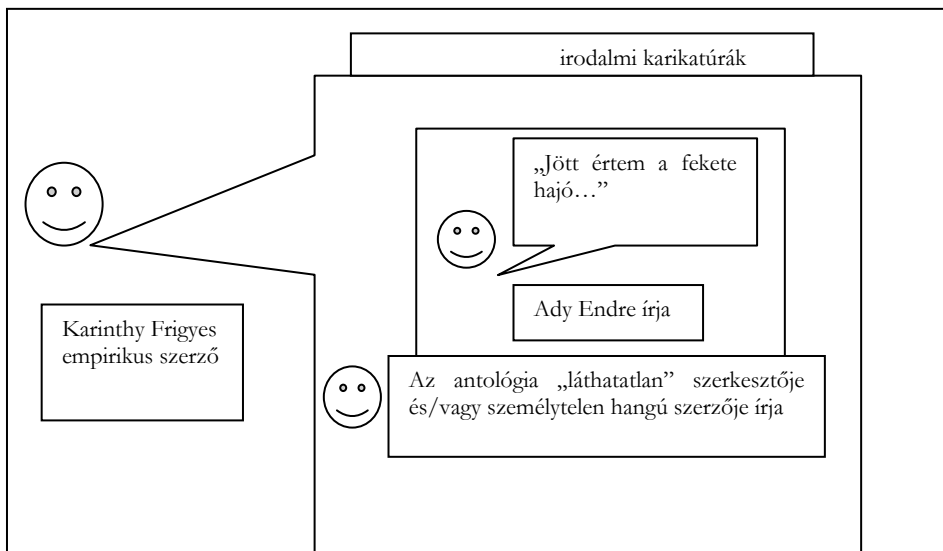 irodalmi karikatúrák
„Jött értem a fekete
hajó…”
Ady Endre írja
Karinthy Frigyes
empirikus szerző
Az antológia „láthatatlan” szerkesztője
és/vagy személytelen hangú szerzője írja